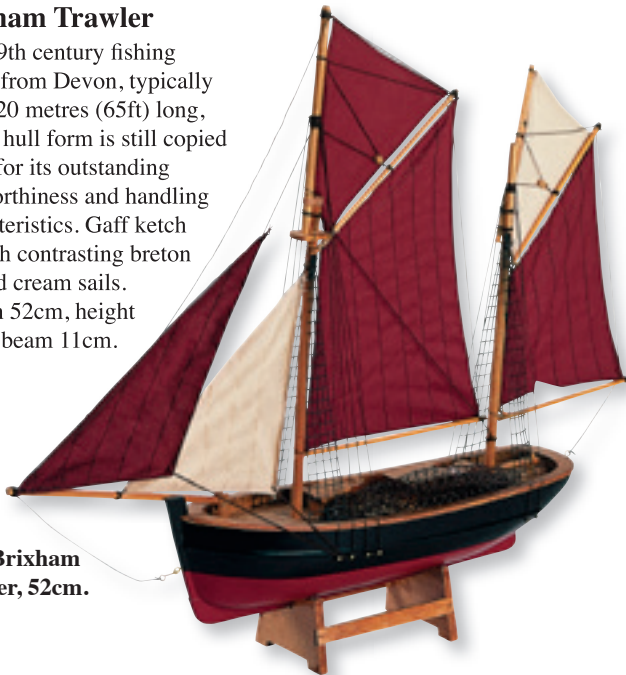 ham Trawler
9th century fishing
from Devon, typically
20 metres (65ft) long,
hull form is still copied
for its outstanding
orthiness and handling
teristics. Gaff ketch
h contrasting breton
d cream sails.
52cm, height
beam 11cm.
Brixham
er, 52cm.